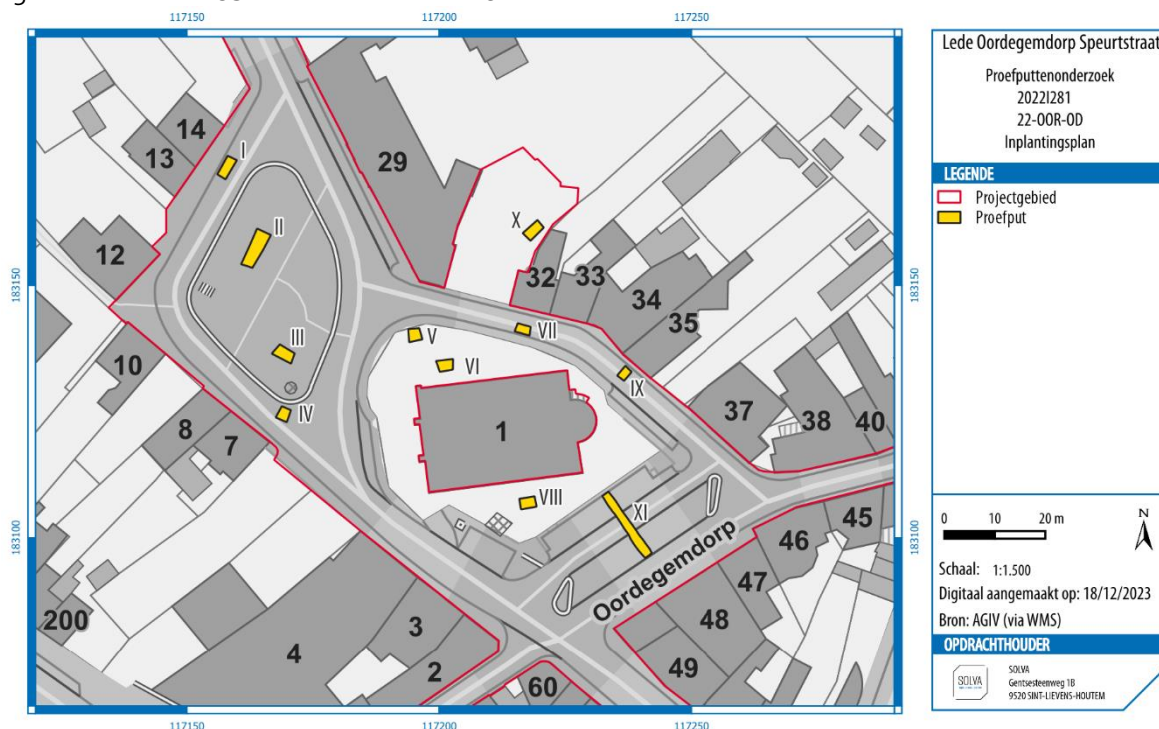 117150
117200
117250
183150
183100
183150
183100
117150
117200
117250
14
13
I
29
II
12
X
32
33
34
35
III
V
VI
VII
IX
10
IV
8
7
1
37
38
40
VIII
XI
45
46
47
48
49
Oordegemdorp
200
4
3
2
60
Lede Oordegemdorp Speurtstraat
Proefputtenonderzoek
2022I281
22-OOR-OD
Inplantingsplan
LEGENDE
Projectgebied
Proefput
0 10 20 m
N
Schaal: 1:1.500
Digitaal aangemaakt op: 18/12/2023
Bron: AGIV (via WMS)
OPDRACHTHOUDER
SOLVA
SOLVA
Gentsesteenweg 1B
9520 SINT-LIEVENS-HOUTEM